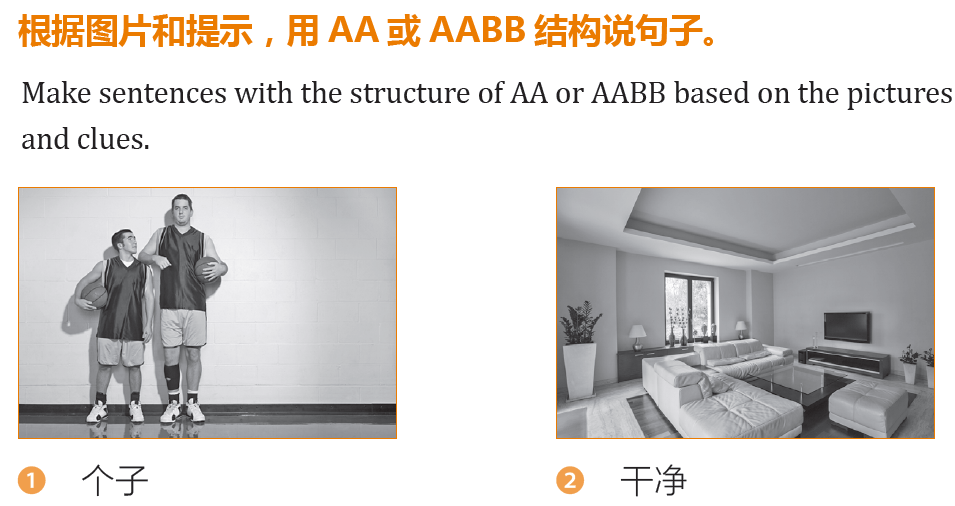 根据图片和提示，用 AA 或 AABB 结构说句子。
Make sentences with the structure of AA or AABB based on the pictures
and clues.
1 个子
2 干净